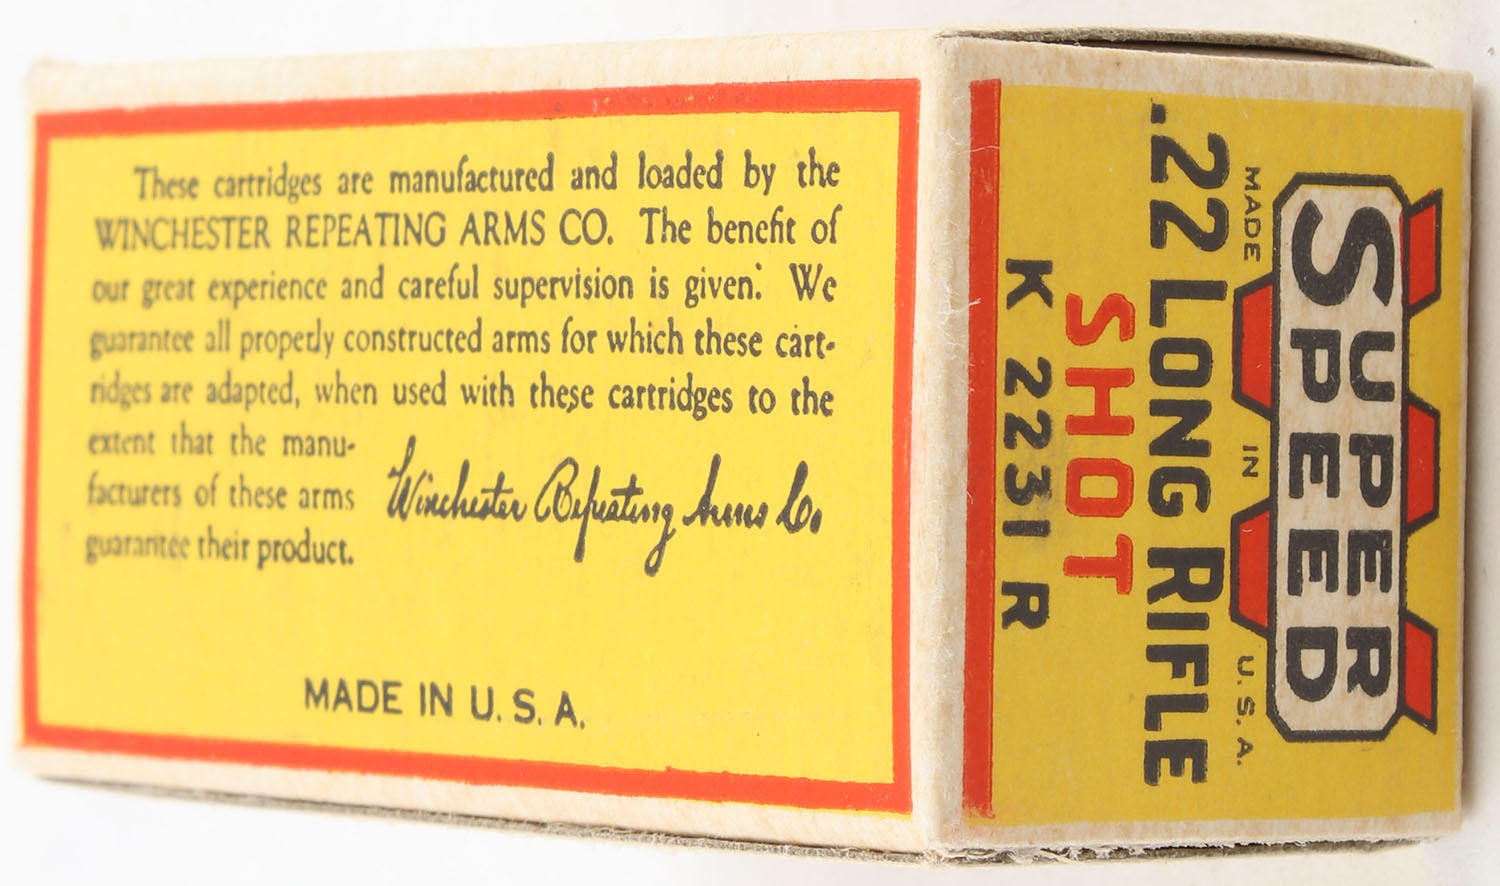 These cartridges are manufactured and loaded by the
WINCHESTER REPEATING ARMS CO. The benefit of
our great experience and careful supervision is given. We
guarantee all properly constructed arms for which these cart-
ridges are adapted, when used with these cartridges to the
extent that the manu-
facturers of these arms
guarantee their product.
Winchester Repeating Arms Co.
MADE IN U. S. A.
SUPER
SPEED
MADE IN U.S.A.
.22 LONG RIFLE
SHOT
K 2231 R